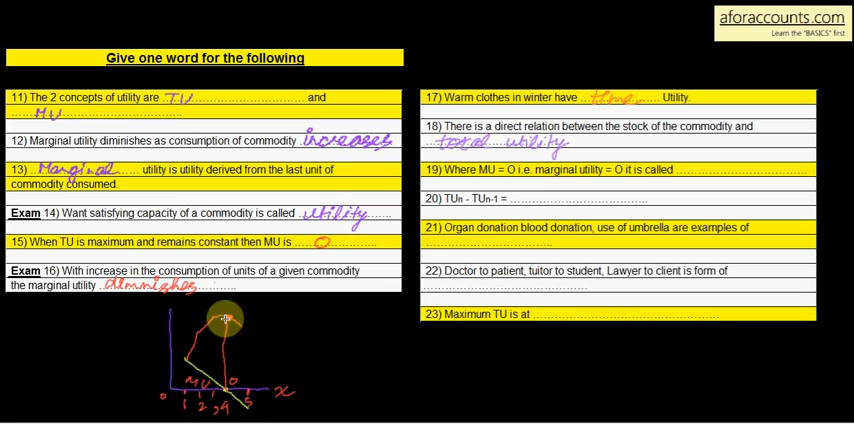 aforaccounts.com
Learn the "BASICS" first
Give one word for the following
11) The 2 concepts of utility are ..TU........................... and
......MU...............................
12) Marginal utility diminishes as consumption of commodity .increases
13) ..Marginal...... utility is utility derived from the last unit of
commodity consumed.
Exam 14) Want satisfying capacity of a commodity is called ..utility.......
15) When TU is maximum and remains constant then MU is ......0..............
Exam 16) With increase in the consumption of units of a given commodity
the marginal utility ..diminishes..........
MU 0
0 1 2 3 4 5 x
17) Warm clothes in winter have ...time............ Utility.
18) There is a direct relation between the stock of the commodity and
...total utility
19) Where MU = O i.e. marginal utility = O it is called .................................
20) TUn - TUn-1 = ...................................
21) Organ donation blood donation, use of umbrella are examples of
................................
22) Doctor to patient, tuitor to student, Lawyer to client is form of
..........................................
23) Maximum TU is at ................................................